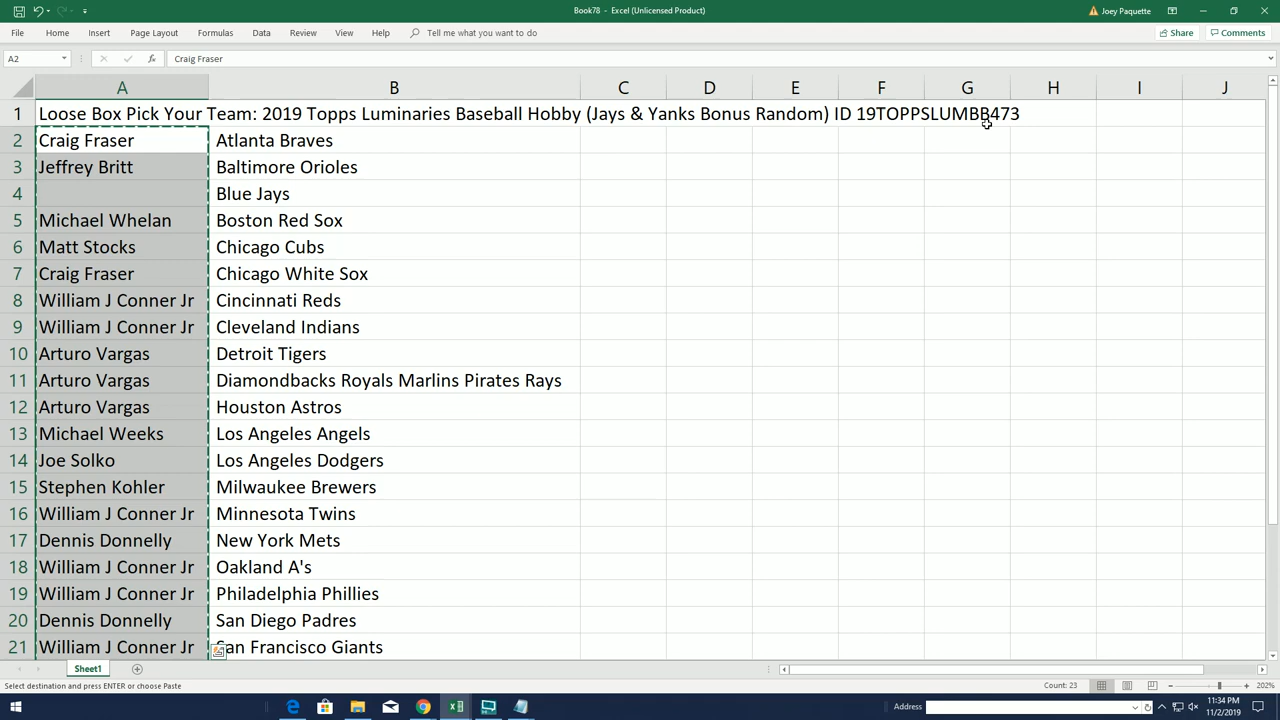 Book78 - Excel (Unlicensed Product)
Joey Paquette
File Home Insert Page Layout Formulas Data Review View Help Tell me what you want to do Share Comments
A2 fx Craig Fraser
A B C D E F G H I J
1 Loose Box Pick Your Team: 2019 Topps Luminaries Baseball Hobby (Jays & Yanks Bonus Random) ID 19TOPPSLUMBB473
2 Craig Fraser Atlanta Braves
3 Jeffrey Britt Baltimore Orioles
4 Blue Jays
5 Michael Whelan Boston Red Sox
6 Matt Stocks Chicago Cubs
7 Craig Fraser Chicago White Sox
8 William J Conner Jr Cincinnati Reds
9 William J Conner Jr Cleveland Indians
10 Arturo Vargas Detroit Tigers
11 Arturo Vargas Diamondbacks Royals Marlins Pirates Rays
12 Arturo Vargas Houston Astros
13 Michael Weeks Los Angeles Angels
14 Joe Solko Los Angeles Dodgers
15 Stephen Kohler Milwaukee Brewers
16 William J Conner Jr Minnesota Twins
17 Dennis Donnelly New York Mets
18 William J Conner Jr Oakland A's
19 William J Conner Jr Philadelphia Phillies
20 Dennis Donnelly San Diego Padres
21 William J Conner Jr San Francisco Giants
Sheet1
Select destination and press ENTER or choose Paste Count: 23 202%
Address 11:34 PM
11/2/2019